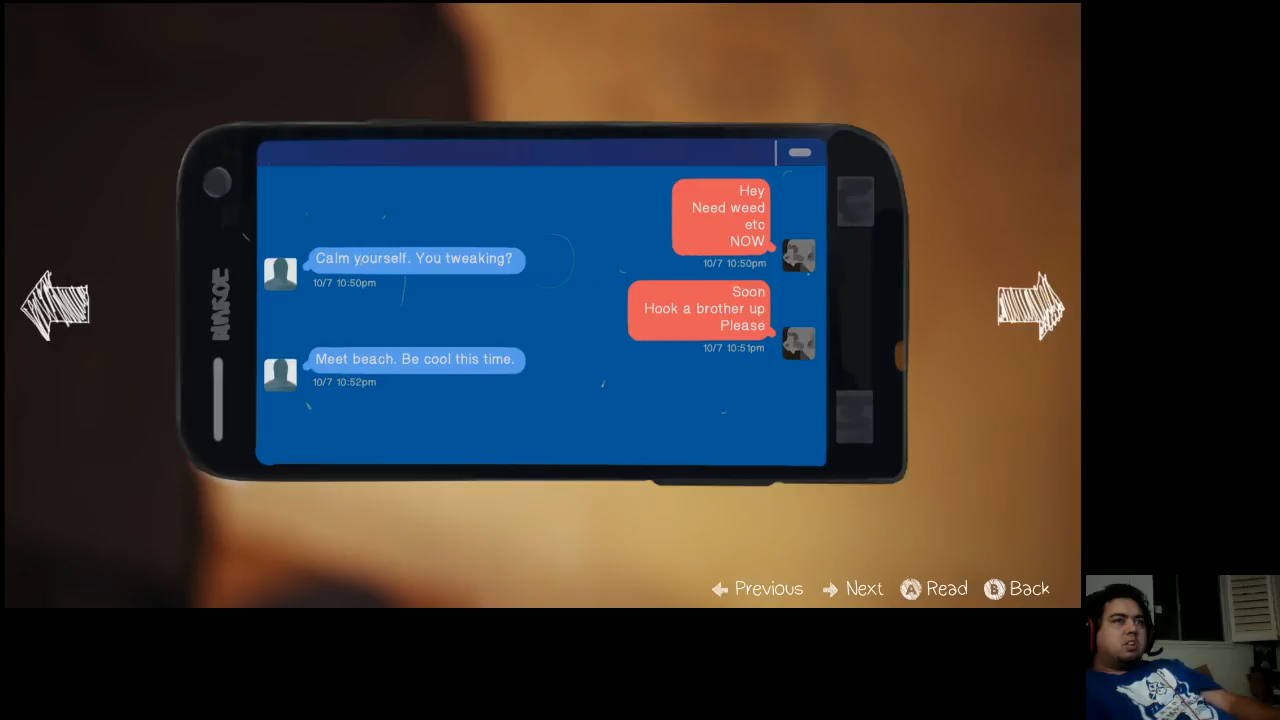 Hey
Need weed
etc
NOW
10/7 10:50pm
Calm yourself. You tweaking?
10/7 10:50pm
Soon
Hook a brother up
Please
10/7 10:51pm
Meet beach. Be cool this time.
10/7 10:52pm
Previous
Next
A Read
B Back